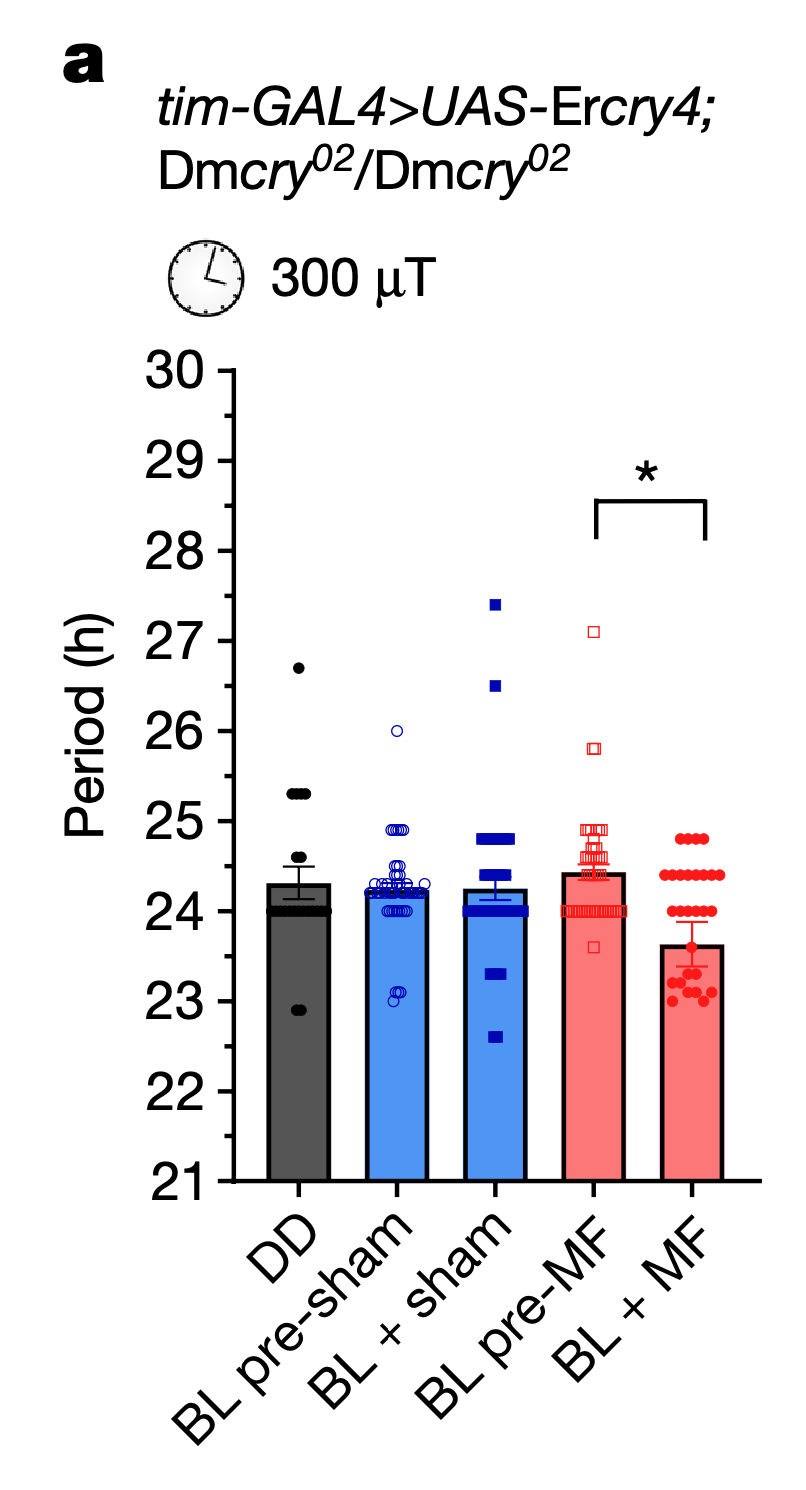 a
tim-GAL4>UAS-Ercry4;
Dmcry02/Dmcry02
300 μT
30
29
28
27
26
25
24
23
22
21
Period (h)
*
DD
BL pre-sham
BL + sham
BL pre-MF
BL + MF